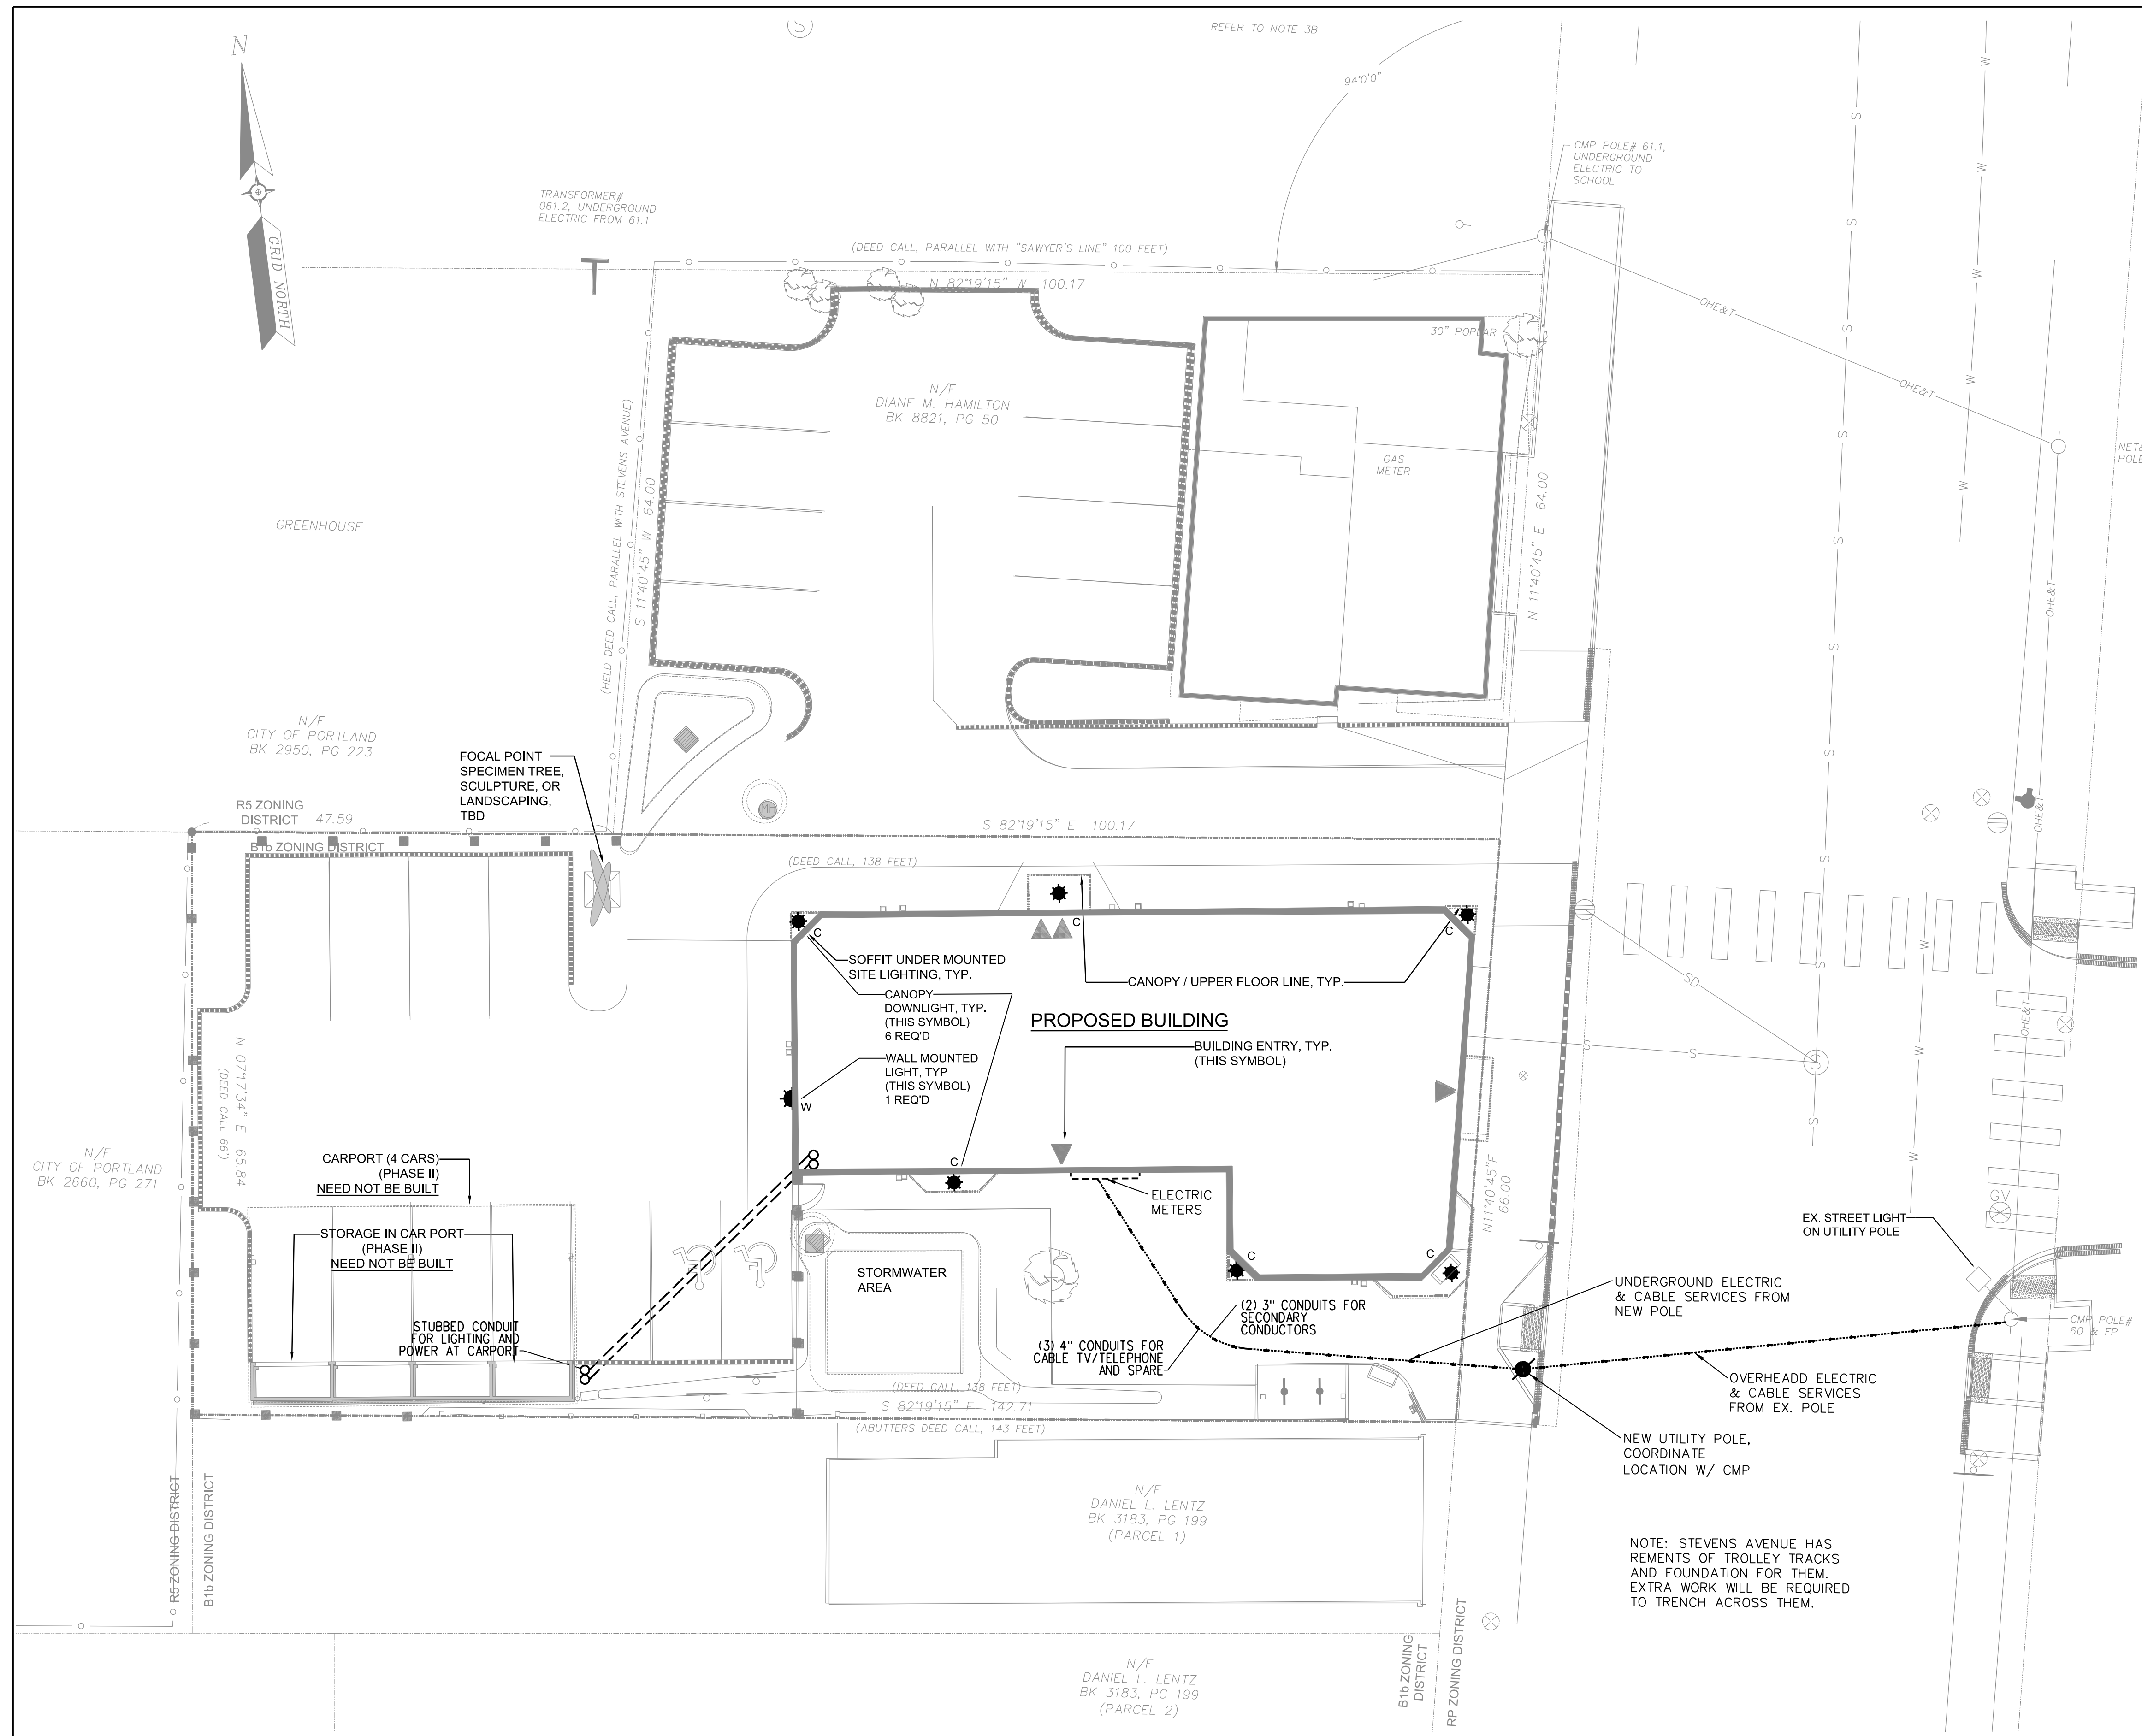 REFER TO NOTE 3B
S
N
94°0'0"
CMP POLE# 61.1,
UNDERGROUND
ELECTRIC TO
SCHOOL
TRANSFORMER#
061.2, UNDERGROUND
ELECTRIC FROM 61.1
GRID NORTH
(DEED CALL, PARALLEL WITH "SAWYER'S LINE" 100 FEET)
N 82°19'15" W 100.17
30" POPLAR
OHE&T
OHE&T
N/F
DIANE M. HAMILTON
BK 8821, PG 50
GAS
METER
(HELD DEED CALL, PARALLEL WITH STEVENS AVENUE)
S 11°40'45" W 64.00
N 11°40'45" E 64.00
GREENHOUSE
OHE&T
N/F
CITY OF PORTLAND
BK 2950, PG 223
FOCAL POINT
SPECIMEN TREE,
SCULPTURE, OR
LANDSCAPING,
TBD
MH
R5 ZONING
DISTRICT 47.59
B1b ZONING DISTRICT
S 82°19'15" E 100.17
OHE&T
(DEED CALL, 138 FEET)
C
C
C
SOFFIT UNDER MOUNTED
SITE LIGHTING, TYP.
CANOPY / UPPER FLOOR LINE, TYP.
CANOPY
DOWNLIGHT, TYP.
(THIS SYMBOL)
6 REQ'D
PROPOSED BUILDING
SD
OHE&T
BUILDING ENTRY, TYP.
(THIS SYMBOL)
WALL MOUNTED
LIGHT, TYP
(THIS SYMBOL)
1 REQ'D
W
S
S
S
N 07°17'34" E 65.84
(DEED CALL 66')
N/F
CITY OF PORTLAND
BK 2660, PG 271
CARPORT (4 CARS)
(PHASE II)
NEED NOT BE BUILT
C
ELECTRIC
METERS
N11°40'45"E
66.00
GV
STORAGE IN CAR PORT
(PHASE II)
NEED NOT BE BUILT
EX. STREET LIGHT
ON UTILITY POLE
C
C
STORMWATER
AREA
UNDERGROUND ELECTRIC
& CABLE SERVICES FROM
NEW POLE
(2) 3" CONDUITS FOR
SECONDARY
CONDUCTORS
STUBBED CONDUIT
FOR LIGHTING AND
POWER AT CARPORT
(3) 4" CONDUITS FOR
CABLE TV/TELEPHONE
AND SPARE
CMP POLE#
60 & FP
OVERHEADD ELECTRIC
& CABLE SERVICES
FROM EX. POLE
(DEED CALL, 138 FEET)
S 82°19'15" E 142.71
(ABUTTERS DEED CALL, 143 FEET)
NEW UTILITY POLE,
COORDINATE
LOCATION W/ CMP
R5 ZONING DISTRICT
B1b ZONING DISTRICT
N/F
DANIEL L. LENTZ
BK 3183, PG 199
(PARCEL 1)
NOTE: STEVENS AVENUE HAS
REMENTS OF TROLLEY TRACKS
AND FOUNDATION FOR THEM.
EXTRA WORK WILL BE REQUIRED
TO TRENCH ACROSS THEM.
N/F
DANIEL L. LENTZ
BK 3183, PG 199
(PARCEL 2)
B1b ZONING
DISTRICT
RP ZONING DISTRICT